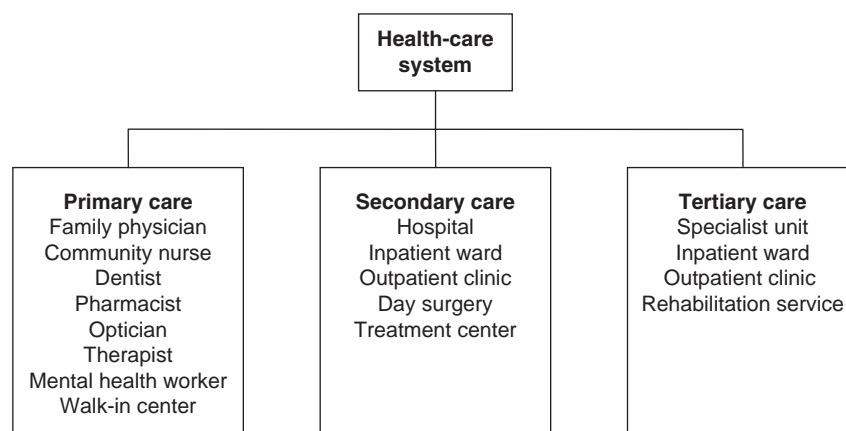 Health-care
system
Primary care
Family physician
Community nurse
Dentist
Pharmacist
Optician
Therapist
Mental health worker
Walk-in center
Secondary care
Hospital
Inpatient ward
Outpatient clinic
Day surgery
Treatment center
Tertiary care
Specialist unit
Inpatient ward
Outpatient clinic
Rehabilitation service